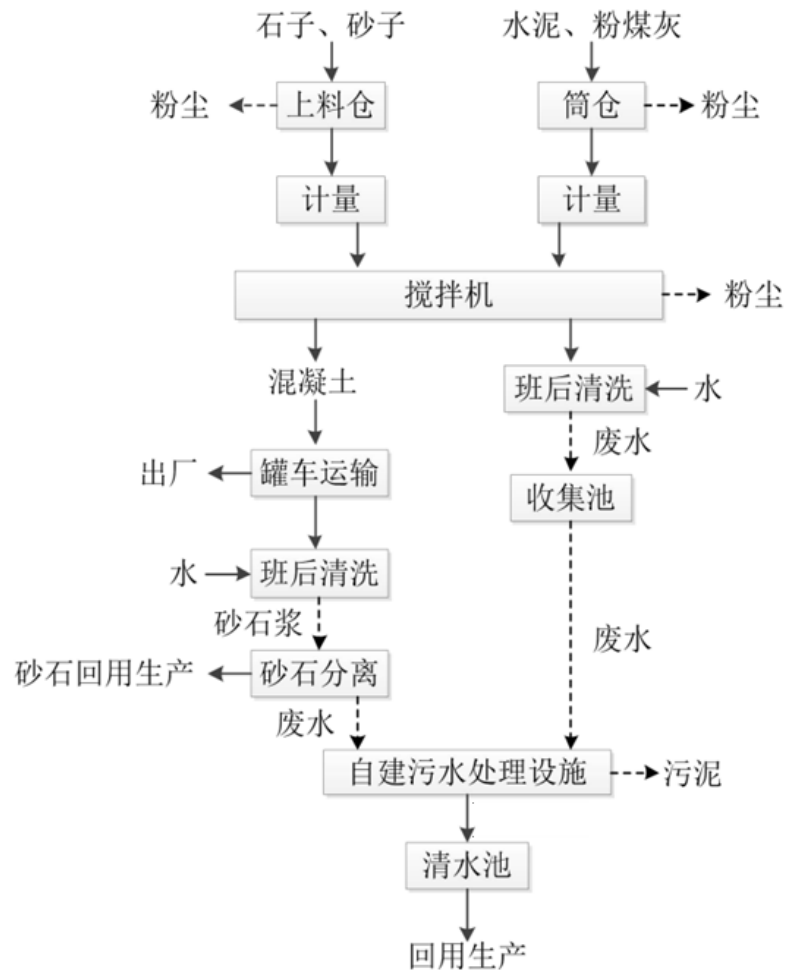 石子、砂子
水泥、粉煤灰
粉尘
上料仓
筒仓
粉尘
计量
计量
搅拌机
粉尘
混凝土
班后清洗
水
废水
出厂
罐车运输
收集池
水
班后清洗
砂石浆
废水
砂石回用生产
砂石分离
废水
自建污水处理设施
污泥
清水池
回用生产